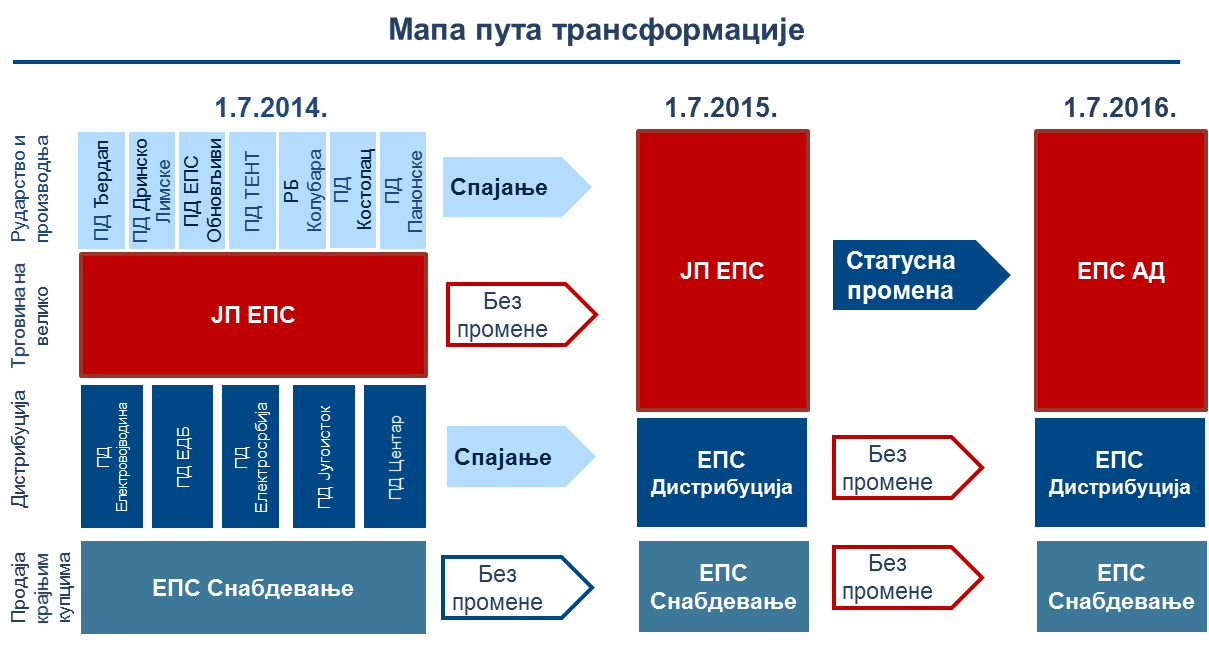 Мапа пута трансформације
1.7.2014.
1.7.2015.
1.7.2016.
Рударство и
производња
ПД Ђердап
ПД Дринско
Лимске
ПД ЕПС
Обновљиви
ПД ТЕНТ
РБ
Колубара
ПД
Костолац
ПД
Панонске
Спајање
Трговина на
велико
ЈП ЕПС
Без
промене
ЈП ЕПС
Статусна
промена
ЕПС АД
Дистрибуција
ПД
Електровојводина
ПД ЕДБ
ПД
Електросрбија
ПД Југоисток
ПД Центар
Спајање
ЕПС
Дистрибуција
Без
промене
ЕПС
Дистрибуција
Продаја
крајњим
купцима
ЕПС Снабдевање
Без
промене
ЕПС
Снабдевање
Без
промене
ЕПС
Снабдевање